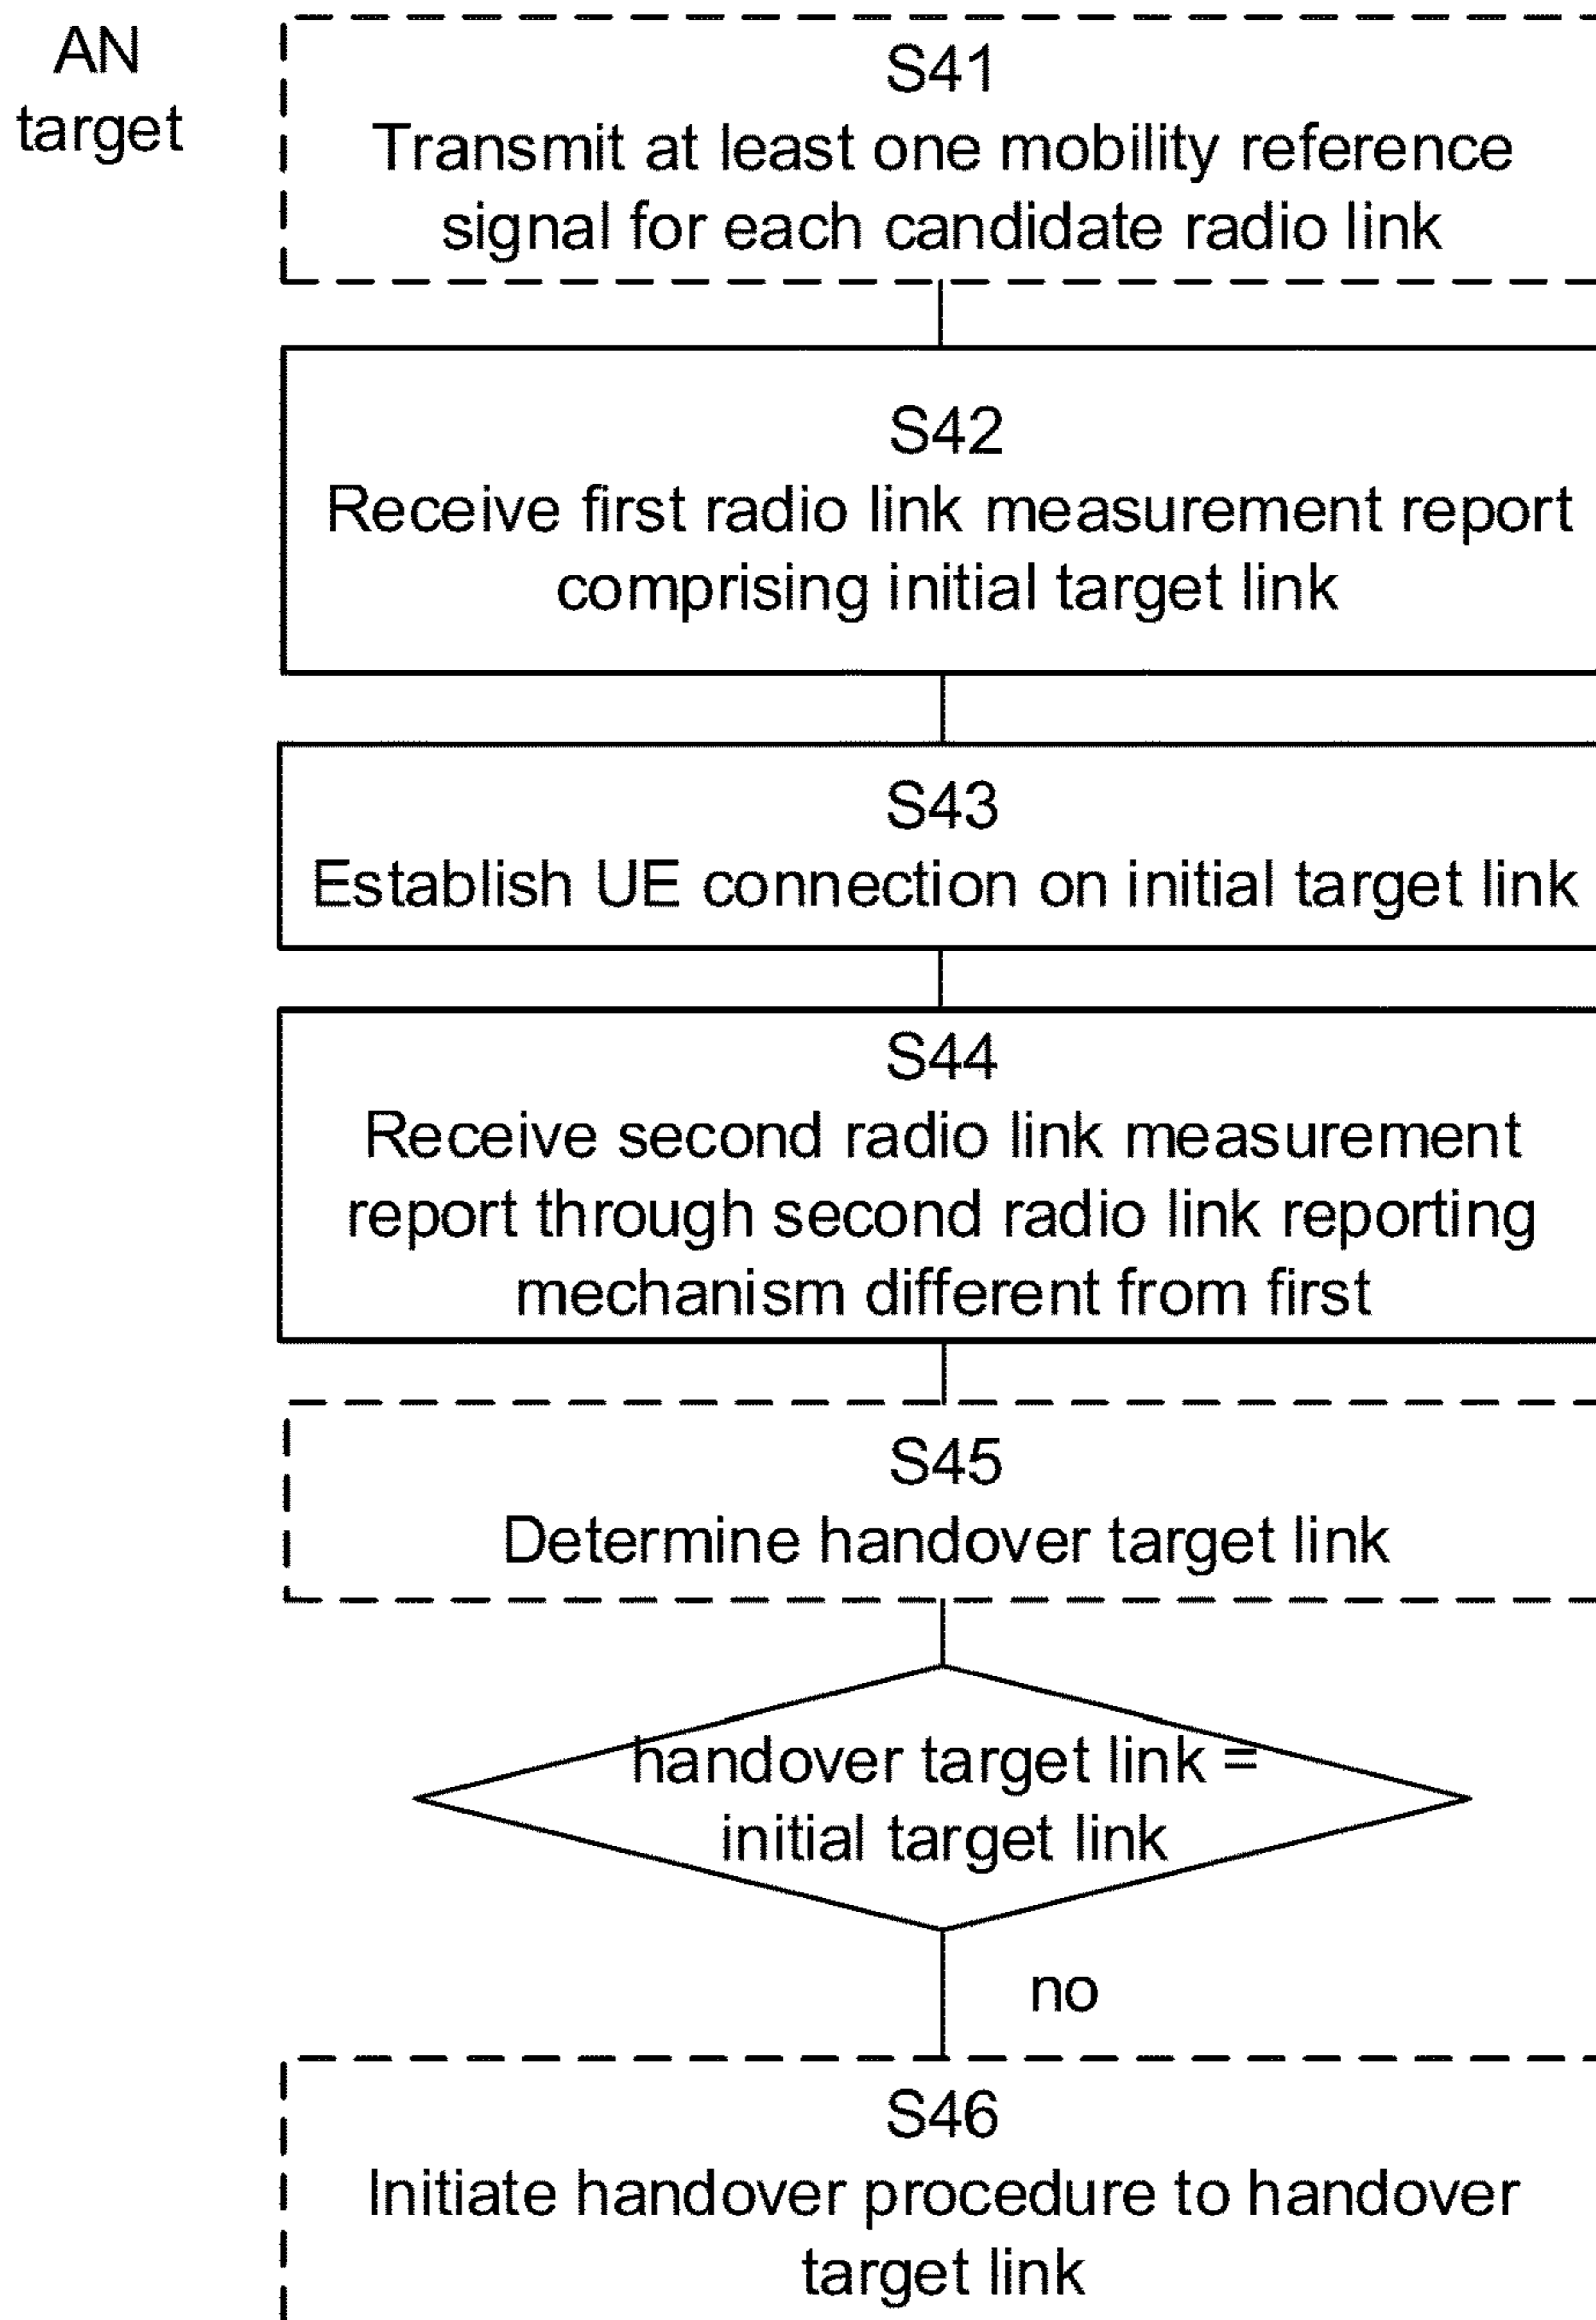 AN
target
S41
Transmit at least one mobility reference
signal for each candidate radio link
S42
Receive first radio link measurement report
comprising initial target link
S43
Establish UE connection on initial target link
S44
Receive second radio link measurement
report through second radio link reporting
mechanism different from first
S45
Determine handover target link
handover target link =
initial target link
no
S46
Initiate handover procedure to handover
target link